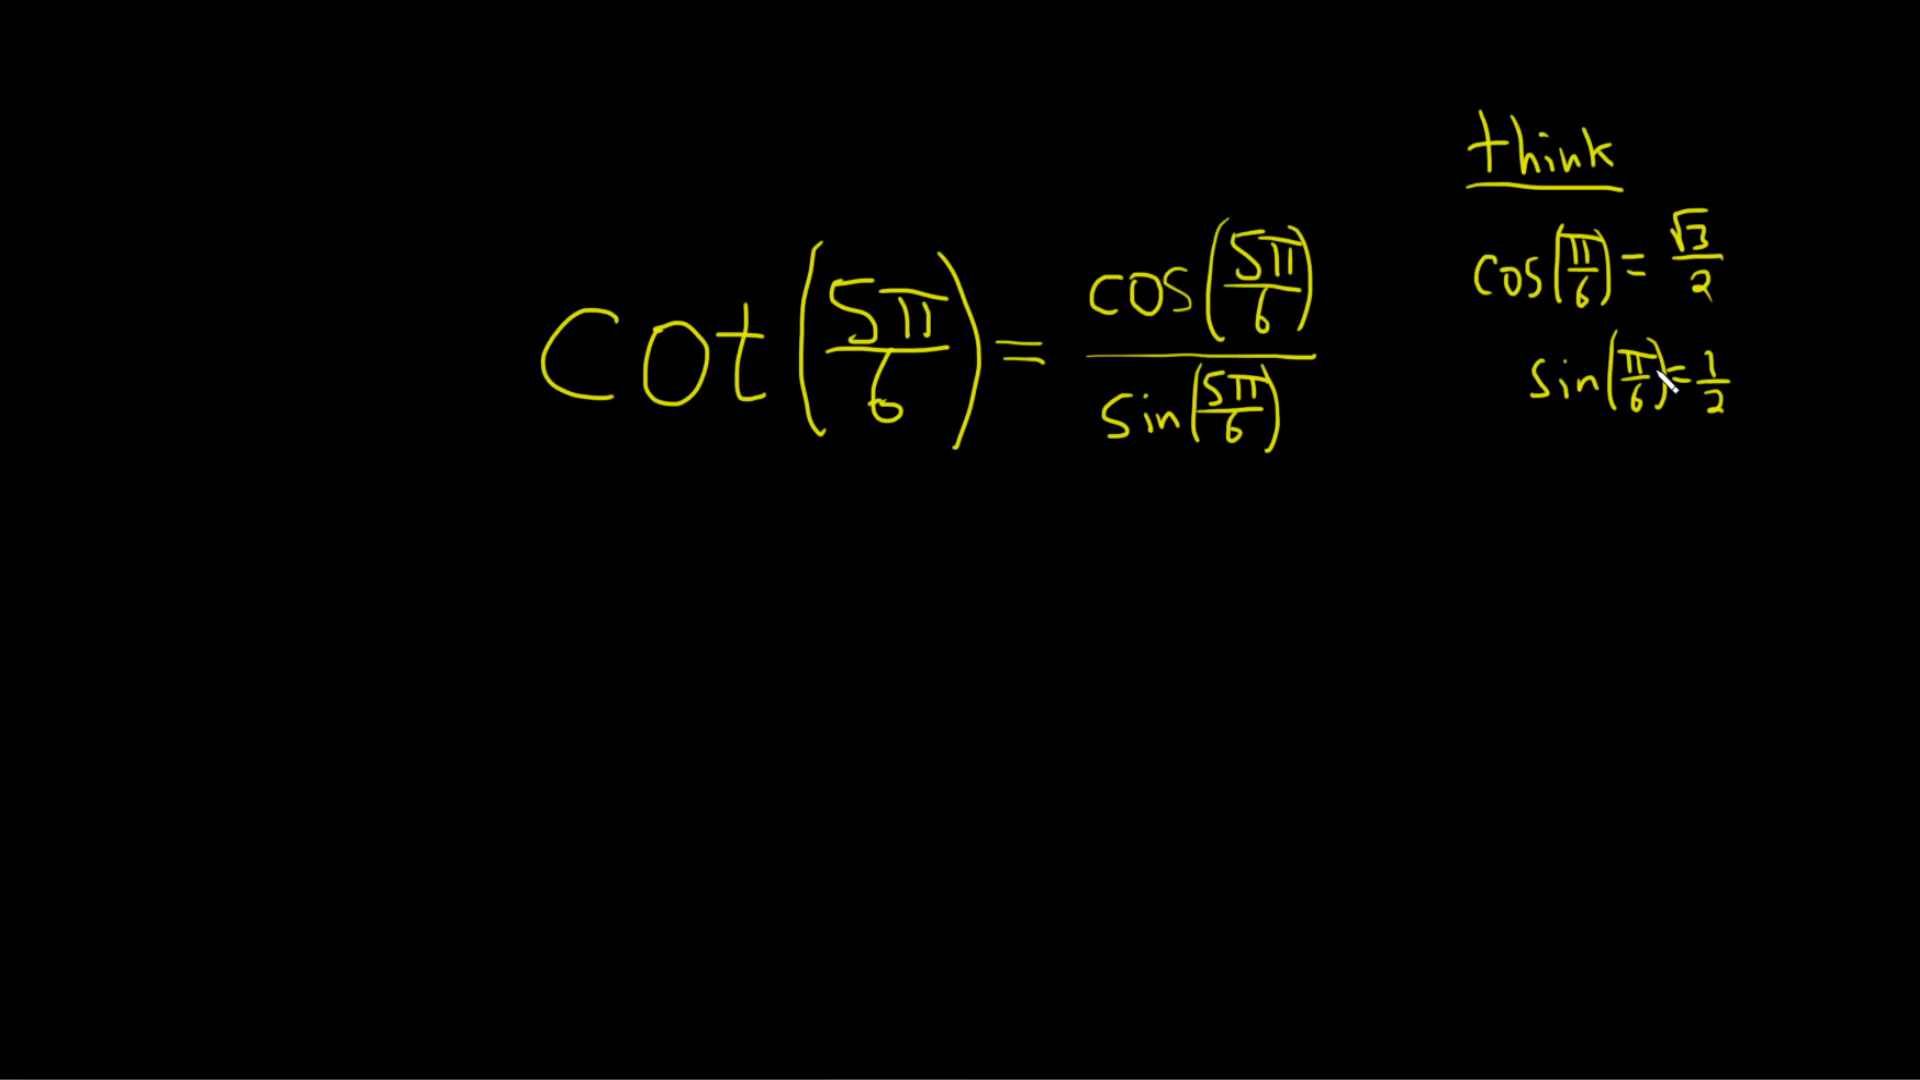 cot(5π/6) = cos(5π/6)/sin(5π/6)
think
cos(π/6) = √3/2
sin(π/6) = 1/2